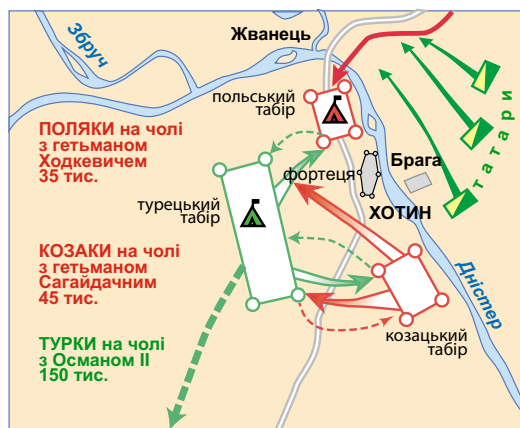 Збруч
Жванець
польський
табір
ПОЛЯКИ на чолі
з гетьманом
Ходкевичем
35 тис.
татари
Брага
фортеця
ХОТИН
турецький
табір
КОЗАКИ на чолі
з гетьманом
Сагайдачним
45 тис.
Дністер
козацький
табір
ТУРКИ на чолі
з Османом II
150 тис.